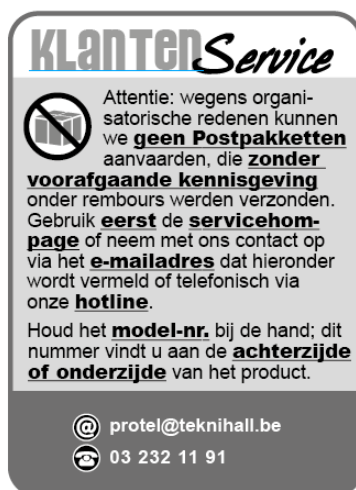 KLANTEN Service
Attentie: wegens organi-
satorische redenen kunnen
we geen Postpakketten
aanvaarden, die zonder
voorafgaande kennisgeving
onder rembours werden verzonden.
Gebruik eerst de servicehom-
page of neem met ons contact op
via het e-mailadres dat hieronder
wordt vermeld of telefonisch via
onze hotline.
Houd het model-nr. bij de hand; dit
nummer vindt u aan de achterzijde
of onderzijde van het product.
@ protel@teknihall.be
03 232 11 91